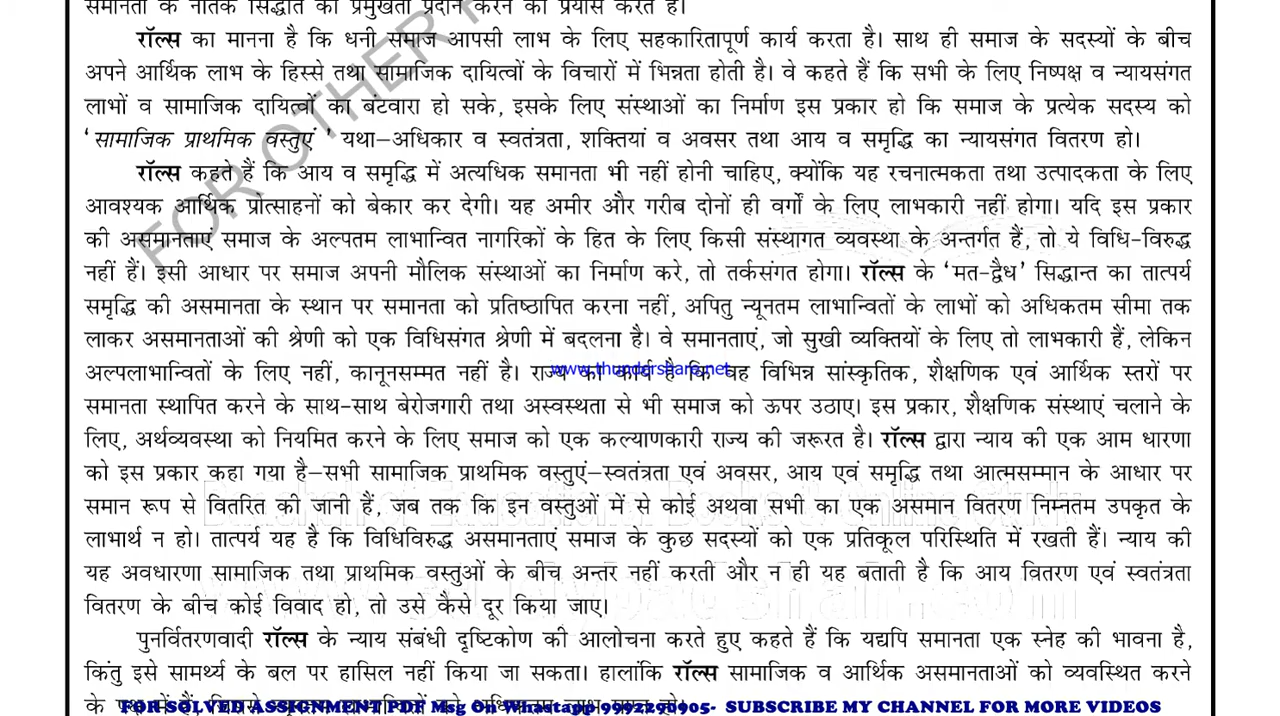 समानता के नैतिक सिद्धांत को प्रमुखता प्रदान करने का प्रयास करते हैं।
रॉल्स का मानना है कि धनी समाज आपसी लाभ के लिए सहकारितापूर्ण कार्य करता है। साथ ही समाज के सदस्यों के बीच
अपने आर्थिक लाभ के हिस्से तथा सामाजिक दायित्वों के विचारों में भिन्नता होती है। वे कहते हैं कि सभी के लिए निष्पक्ष व न्यायसंगत
लाभों व सामाजिक दायित्वों का बंटवारा हो सके, इसके लिए संस्थाओं का निर्माण इस प्रकार हो कि समाज के प्रत्येक सदस्य को
'सामाजिक प्राथमिक वस्तुएं ' यथा–अधिकार व स्वतंत्रता, शक्तियां व अवसर तथा आय व समृद्धि का न्यायसंगत वितरण हो।
रॉल्स कहते हैं कि आय व समृद्धि में अत्यधिक समानता भी नहीं होनी चाहिए, क्योंकि यह रचनात्मकता तथा उत्पादकता के लिए
आवश्यक आर्थिक प्रोत्साहनों को बेकार कर देगी। यह अमीर और गरीब दोनों ही वर्गों के लिए लाभकारी नहीं होगा। यदि इस प्रकार
की असमानताएं समाज के अल्पतम लाभान्वित नागरिकों के हित के लिए किसी संस्थागत व्यवस्था के अन्तर्गत हैं, तो ये विधि-विरुद्ध
नहीं हैं। इसी आधार पर समाज अपनी मौलिक संस्थाओं का निर्माण करे, तो तर्कसंगत होगा। रॉल्स के 'मत-द्वैध' सिद्धान्त का तात्पर्य
समृद्धि की असमानता के स्थान पर समानता को प्रतिष्ठापित करना नहीं, अपितु न्यूनतम लाभान्वितों के लाभों को अधिकतम सीमा तक
लाकर असमानताओं की श्रेणी को एक विधिसंगत श्रेणी में बदलना है। वे समानताएं, जो सुखी व्यक्तियों के लिए तो लाभकारी हैं, लेकिन
अल्पलाभान्वितों के लिए नहीं, कानूनसम्मत नहीं है। राज्य का कार्य है कि वह विभिन्न सांस्कृतिक, शैक्षणिक एवं आर्थिक स्तरों पर
www.thundershare.net
समानता स्थापित करने के साथ-साथ बेरोजगारी तथा अस्वस्थता से भी समाज को ऊपर उठाए। इस प्रकार, शैक्षणिक संस्थाएं चलाने के
लिए, अर्थव्यवस्था को नियमित करने के लिए समाज को एक कल्याणकारी राज्य की जरूरत है। रॉल्स द्वारा न्याय की एक आम धारणा
को इस प्रकार कहा गया है–सभी सामाजिक प्राथमिक वस्तुएं–स्वतंत्रता एवं अवसर, आय एवं समृद्धि तथा आत्मसम्मान के आधार पर
समान रूप से वितरित की जानी हैं, जब तक कि इन वस्तुओं में से कोई अथवा सभी का एक असमान वितरण निम्नतम उपकृत के
लाभार्थ न हो। तात्पर्य यह है कि विधिविरुद्ध असमानताएं समाज के कुछ सदस्यों को एक प्रतिकूल परिस्थिति में रखती हैं। न्याय की
यह अवधारणा सामाजिक तथा प्राथमिक वस्तुओं के बीच अन्तर नहीं करती और न ही यह बताती है कि आय वितरण एवं स्वतंत्रता
वितरण के बीच कोई विवाद हो, तो उसे कैसे दूर किया जाए।
पुनर्वितरणवादी रॉल्स के न्याय संबंधी दृष्टिकोण की आलोचना करते हुए कहते हैं कि यद्यपि समानता एक स्नेह की भावना है,
किंतु इसे सामर्थ्य के बल पर हासिल नहीं किया जा सकता। हालांकि रॉल्स सामाजिक व आर्थिक असमानताओं को व्यवस्थित करने
FOR SOLVED ASSIGNMENT PDF Msg On Whastapp 9992290905- SUBSCRIBE MY CHANNEL FOR MORE VIDEOS
FOR OTHER